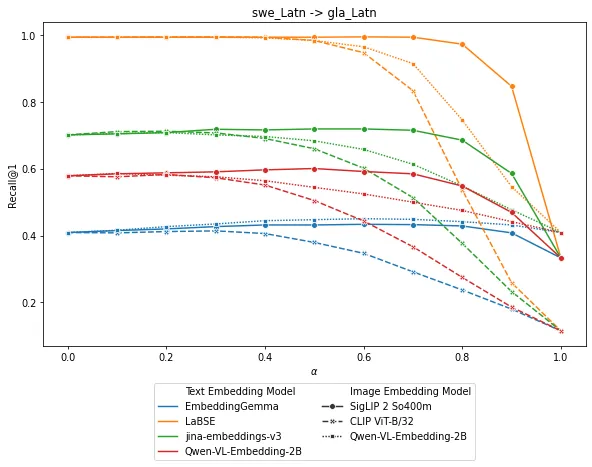 swe_Latn -> gla_Latn
Recall@1
1.0
0.8
0.6
0.4
0.2
0.0 0.2 0.4 0.6 0.8 1.0
α
Text Embedding Model Image Embedding Model
EmbeddingGemma SigLIP 2 So400m
LaBSE CLIP ViT-B/32
jina-embeddings-v3 Qwen-VL-Embedding-2B
Qwen-VL-Embedding-2B